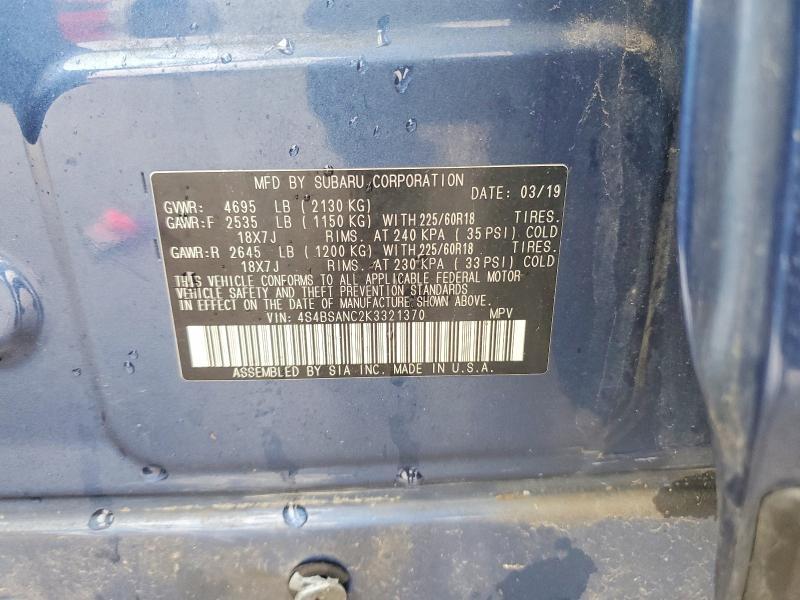 MFD BY SUBARU CORPORATION DATE: 03/19
GVWR: 4695 LB (2130 KG)
GAWR:F 2535 LB (1150 KG) WITH 225/60R18 TIRES.
18X7J RIMS. AT 240 KPA (35 PSI) COLD
GAWR:R 2645 LB (1200 KG) WITH 225/60R18 TIRES.
18X7J RIMS. AT 230 KPA (33 PSI) COLD
THIS VEHICLE CONFORMS TO ALL APPLICABLE FEDERAL MOTOR
VEHICLE SAFETY AND THEFT PREVENTION STANDARDS
IN EFFECT ON THE DATE OF MANUFACTURE SHOWN ABOVE.
VIN: 4S4BSANC2K3321370 MPV
ASSEMBLED BY SIA INC. MADE IN U.S.A.